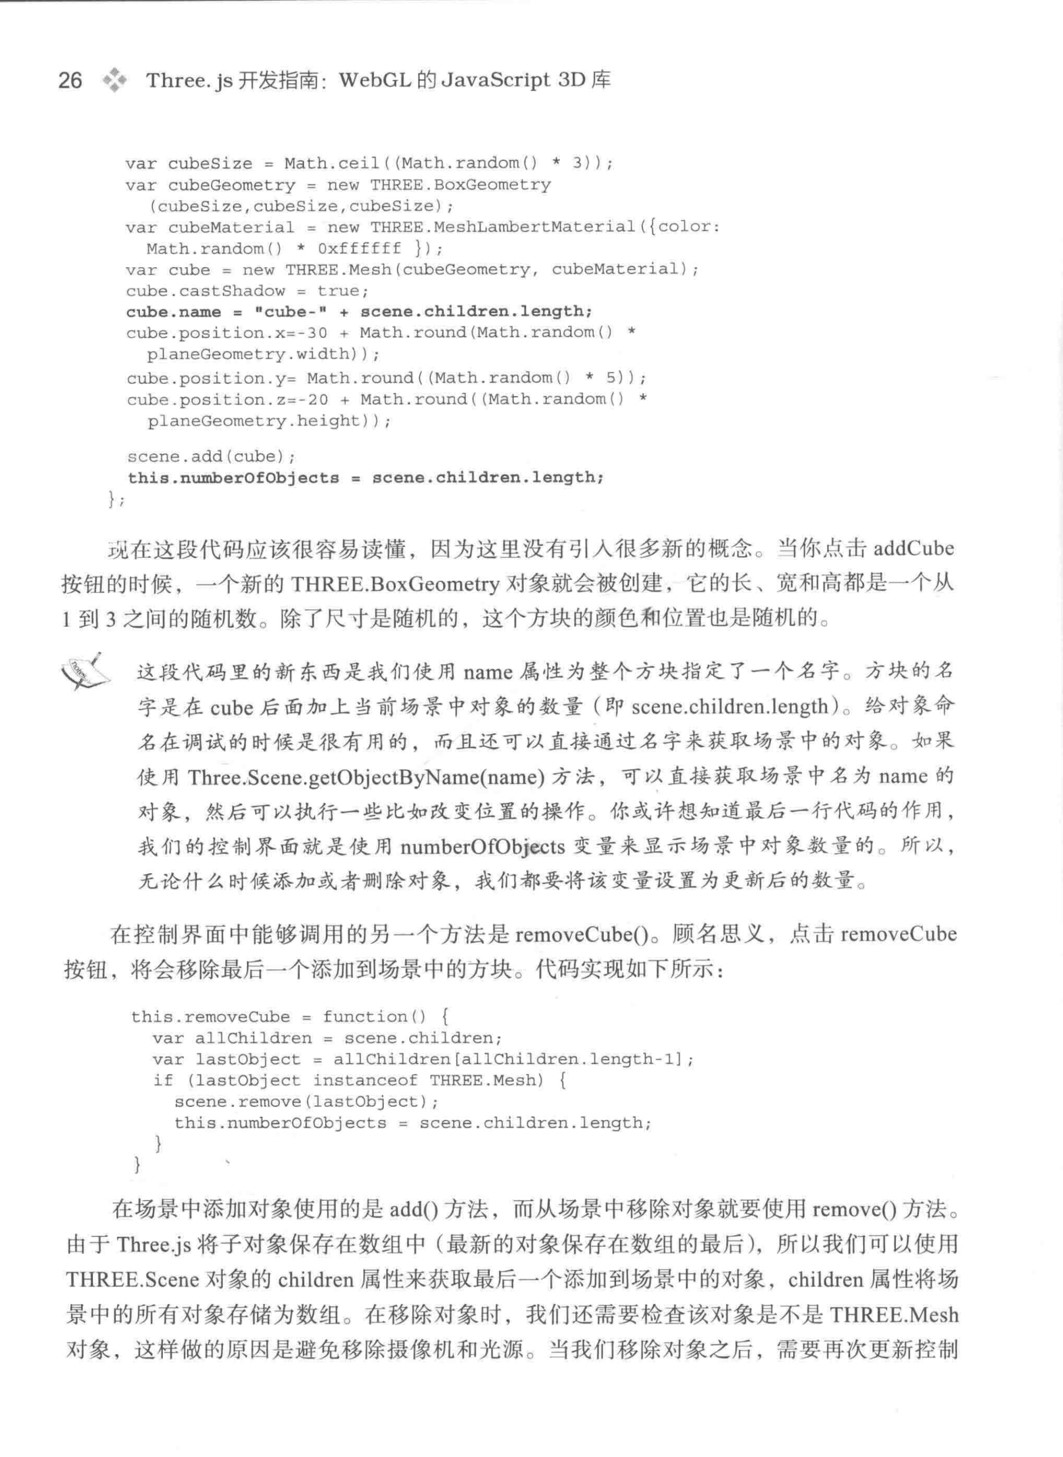 26 Three.js 开发指南：WebGL 的 JavaScript 3D 库
var cubeSize = Math.ceil((Math.random() * 3));
var cubeGeometry = new THREE.BoxGeometry
(cubeSize,cubeSize,cubeSize);
var cubeMaterial = new THREE.MeshLambertMaterial({color:
Math.random() * 0xffffff });
var cube = new THREE.Mesh(cubeGeometry, cubeMaterial);
cube.castShadow = true;
cube.name = "cube-" + scene.children.length;
cube.position.x=-30 + Math.round(Math.random() *
planeGeometry.width));
cube.position.y= Math.round((Math.random() * 5));
cube.position.z=-20 + Math.round((Math.random() *
planeGeometry.height));
scene.add(cube);
this.numberOfObjects = scene.children.length;
};
现在这段代码应该很容易读懂，因为这里没有引入很多新的概念。当你点击 addCube
按钮的时候，一个新的 THREE.BoxGeometry 对象就会被创建，它的长、宽和高都是一个从
1 到 3 之间的随机数。除了尺寸是随机的，这个方块的颜色和位置也是随机的。
这段代码里的新东西是我们使用 name 属性为整个方块指定了一个名字。方块的名
字是在 cube 后面加上当前场景中对象的数量（即 scene.children.length）。给对象命
名在调试的时候是很有用的，而且还可以直接通过名字来获取场景中的对象。如果
使用 Three.Scene.getObjectByName(name) 方法，可以直接获取场景中名为 name 的
对象，然后可以执行一些比如改变位置的操作。你或许想知道最后一行代码的作用，
我们的控制界面就是使用 numberOfObjects 变量来显示场景中对象数量的。所以，
无论什么时候添加或者删除对象，我们都要将该变量设置为更新后的数量。
在控制界面中能够调用的另一个方法是 removeCube()。顾名思义，点击 removeCube
按钮，将会移除最后一个添加到场景中的方块。代码实现如下所示：
this.removeCube = function() {
var allChildren = scene.children;
var lastObject = allChildren[allChildren.length-1];
if (lastObject instanceof THREE.Mesh) {
scene.remove(lastObject);
this.numberOfObjects = scene.children.length;
}
}
在场景中添加对象使用的是 add() 方法，而从场景中移除对象就要使用 remove() 方法。
由于 Three.js 将子对象保存在数组中（最新的对象保存在数组的最后），所以我们可以使用
THREE.Scene 对象的 children 属性来获取最后一个添加到场景中的对象，children 属性将场
景中的所有对象存储为数组。在移除对象时，我们还需要检查该对象是不是 THREE.Mesh
对象，这样做的原因是避免移除摄像机和光源。当我们移除对象之后，需要再次更新控制